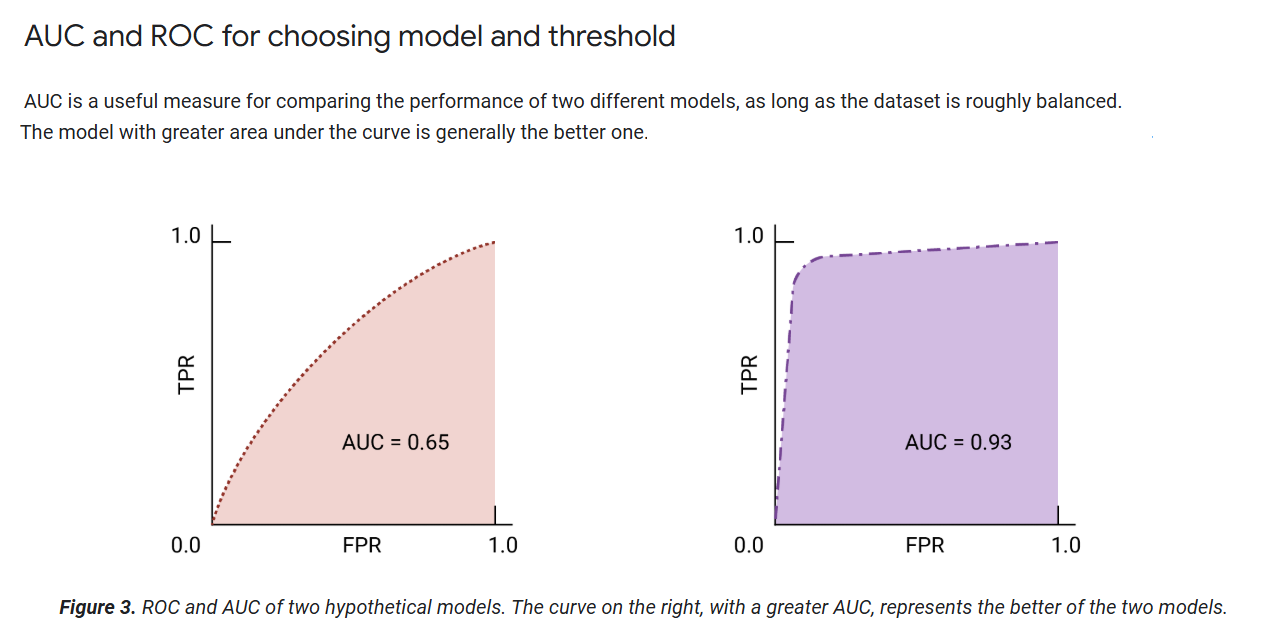 AUC and ROC for choosing model and threshold
AUC is a useful measure for comparing the performance of two different models, as long as the dataset is roughly balanced.
The model with greater area under the curve is generally the better one.
1.0
TPR
AUC = 0.65
0.0
FPR
1.0
1.0
TPR
AUC = 0.93
0.0
FPR
1.0
Figure 3. ROC and AUC of two hypothetical models. The curve on the right, with a greater AUC, represents the better of the two models.